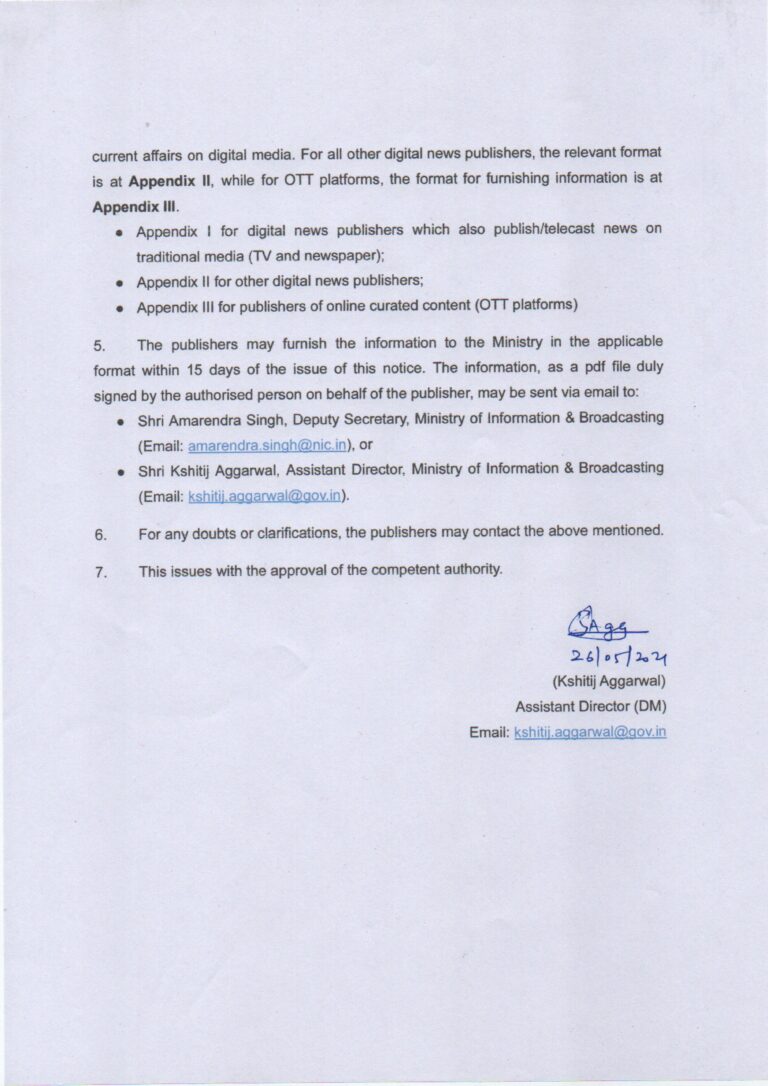 current affairs on digital media. For all other digital news publishers, the relevant format
is at Appendix II, while for OTT platforms, the format for furnishing information is at
Appendix III.
● Appendix I for digital news publishers which also publish/telecast news on
traditional media (TV and newspaper);
● Appendix II for other digital news publishers;
● Appendix III for publishers of online curated content (OTT platforms)
5. The publishers may furnish the information to the Ministry in the applicable
format within 15 days of the issue of this notice. The information, as a pdf file duly
signed by the authorised person on behalf of the publisher, may be sent via email to:
● Shri Amarendra Singh, Deputy Secretary, Ministry of Information & Broadcasting
(Email: amarendra.singh@nic.in), or
● Shri Kshitij Aggarwal, Assistant Director, Ministry of Information & Broadcasting
(Email: kshitij.aggarwal@gov.in).
6. For any doubts or clarifications, the publishers may contact the above mentioned.
7. This issues with the approval of the competent authority.
26/05/2021
(Kshitij Aggarwal)
Assistant Director (DM)
Email: kshitij.aggarwal@gov.in